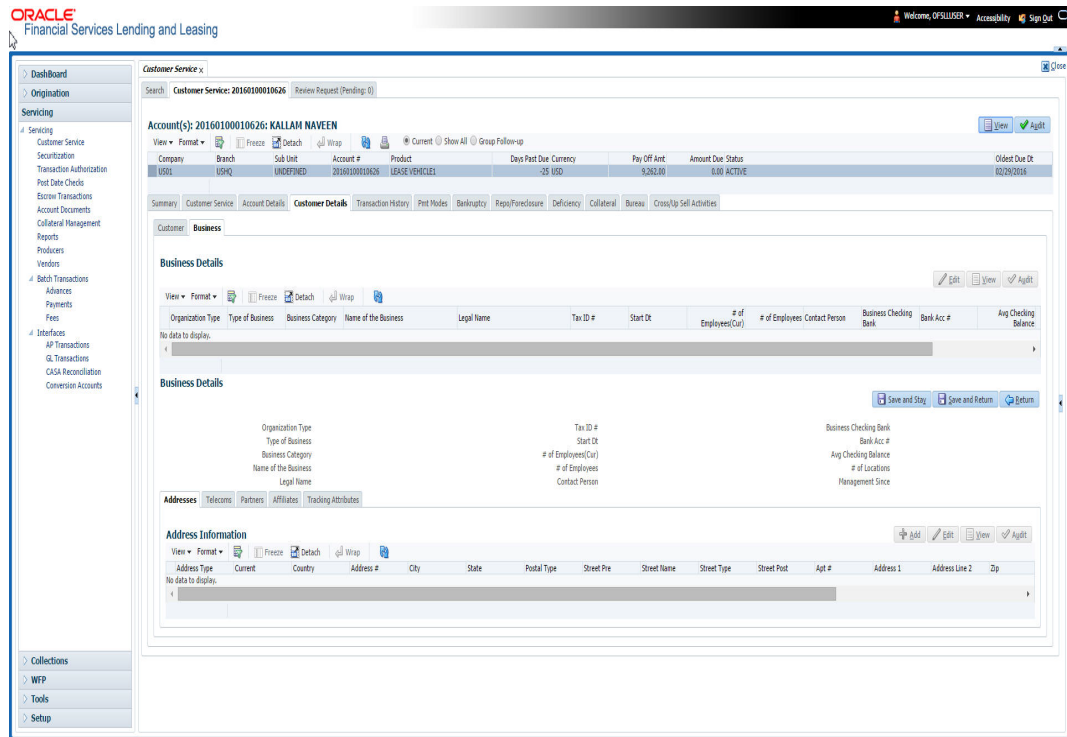 ORACLE
Financial Services Lending and Leasing
Welcome, OFSLLUSER Accessibility Sign Out
Close
DashBoard
Origination
Servicing
Servicing
Customer Service
Securitization
Transaction Authorization
Post Date Checks
Escrow Transactions
Account Documents
Collateral Management
Reports
Producers
Vendors
Batch Transactions
Advances
Payments
Fees
Interfaces
AP Transactions
GL Transactions
CASA Reconciliation
Conversion Accounts
Collections
WFP
Tools
Setup
Customer Service x
Search Customer Service: 20160100010626 Review Request (Pending: 0)
Account(s): 20160100010626: KALLAM NAVEEN
View Audit
View Format Freeze Detach Wrap Current Show All Group Follow-up
Company Branch Sub Unit Account # Product Days Past Due Currency Pay Off Amt Amount Due Status Oldest Due Dt
US01 USHQ UNDEFINED 20160100010626 LEASE VEHICLE1 -25 USD 9,262.00 0.00 ACTIVE 02/29/2016
Summary Customer Service Account Details Customer Details Transaction History Pmt Modes Bankruptcy Repo/Foreclosure Deficiency Collateral Bureau Cross/Up Sell Activities
Customer Business
Business Details
Edit View Audit
View Format Freeze Detach Wrap
Organization Type Type of Business Business Category Name of the Business Legal Name Tax ID # Start Dt # of Employees(Cur) # of Employees Contact Person Business Checking Bank Bank Acc # Avg Checking Balance
No data to display.
Business Details
Save and Stay Save and Return Return
Organization Type Tax ID # Business Checking Bank
Type of Business Start Dt Bank Acc #
Business Category # of Employees(Cur) Avg Checking Balance
Name of the Business # of Employees # of Locations
Legal Name Contact Person Management Since
Addresses Telecoms Partners Affiliates Tracking Attributes
Address Information
Add Edit View Audit
View Format Freeze Detach Wrap
Address Type Current Country Address # City State Postal Type Street Pre Street Name Street Type Street Post Apt # Address 1 Address Line 2 Zip
No data to display.